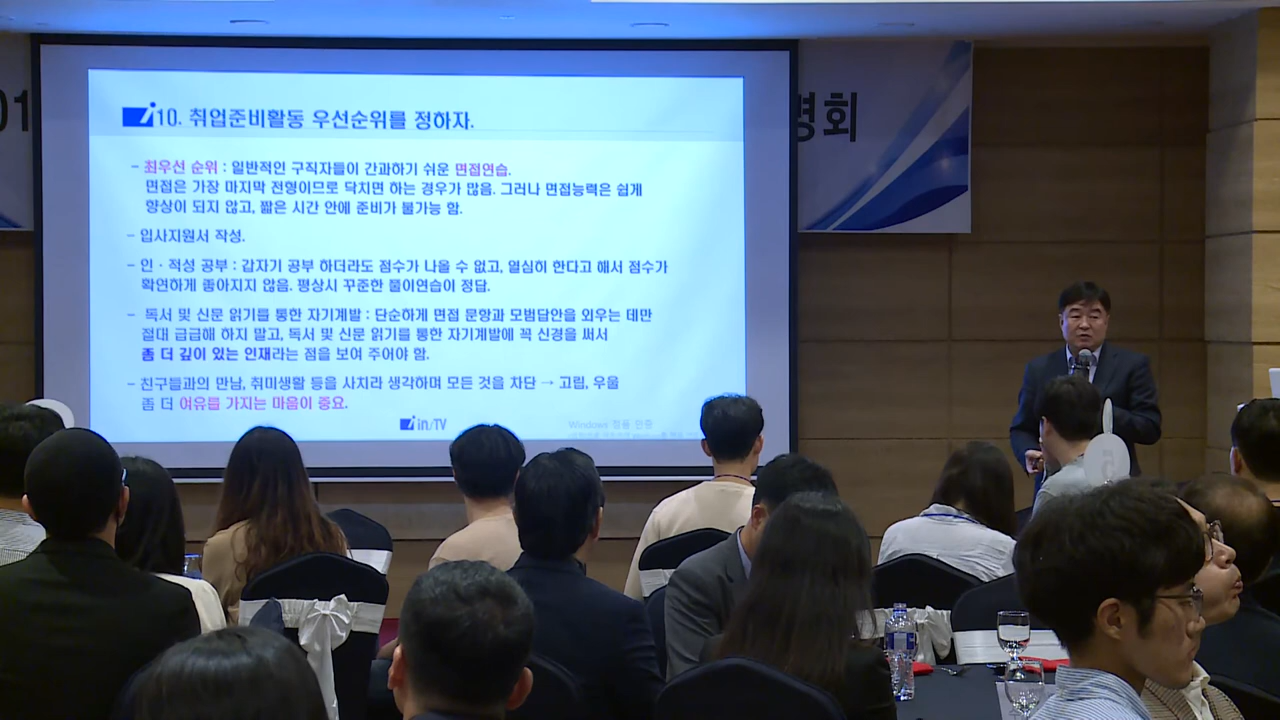 01
명회
10. 취업준비활동 우선순위를 정하자.
- 최우선 순위 : 일반적인 구직자들이 간과하기 쉬운 면접연습.
면접은 가장 마지막 전형이므로 닥치면 하는 경우가 많음. 그러나 면접능력은 쉽게
향상이 되지 않고, 짧은 시간 안에 준비가 불가능 함.
- 입사지원서 작성.
- 인 · 적성 공부 : 갑자기 공부 하더라도 점수가 나올 수 없고, 열심히 한다고 해서 점수가
확연하게 좋아지지 않음. 평상시 꾸준한 풀이연습이 정답.
- 독서 및 신문 읽기를 통한 자기계발 : 단순하게 면접 문항과 모범답안을 외우는 데만
절대 급급해 하지 말고, 독서 및 신문 읽기를 통한 자기계발에 꼭 신경을 써서
좀 더 깊이 있는 인재라는 점을 보여 주어야 함.
- 친구들과의 만남, 취미생활 등을 사치라 생각하며 모든 것을 차단 → 고립, 우울
좀 더 여유를 가지는 마음이 중요.
in/TV
Windows 정품 인증
5